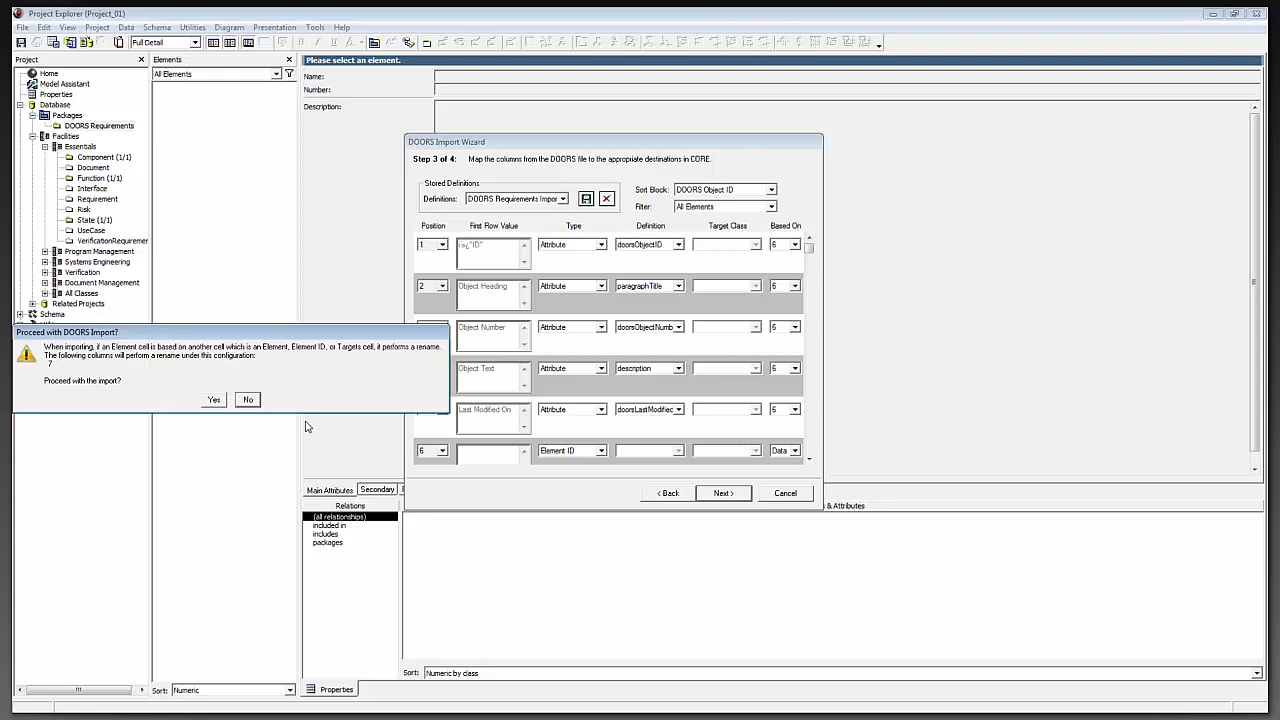 Project Explorer (Project_01)
File Edit View Project Data Schema Utilities Diagram Presentation Tools Help
Full Detail
Project
Elements
Please select an element.
Home
Model Assistant
Properties
Database
Packages
DOORS Requirements
Facilities
Essentials
Component (1/1)
Document
Function (1/1)
Interface
Requirement
Risk
State (1/1)
UseCase
VerificationRequiremer
Program Management
Systems Engineering
Verification
Document Management
All Classes
Related Projects
Schema
All Elements
Name:
Number:
Description:
DOORS Import Wizard
Step 3 of 4: Map the columns from the DOORS file to the appropriate destinations in CORE.
Stored Definitions
Definitions: DOORS Requirements Impor
Sort Block: DOORS Object ID
Filter: All Elements
Position First Row Value Type Definition Target Class Based On
1 ï»¿"ID" Attribute doorsObjectID 6
2 Object Heading Attribute paragraphTitle 6
Object Number Attribute doorsObjectNumb 6
Object Text Attribute description 6
Last Modified On Attribute doorsLastModified 6
6 Element ID Data
< Back Next > Cancel
Proceed with DOORS Import?
When importing, if an Element cell is based on another cell which is an Element, Element ID, or Targets cell, it performs a rename.
The following columns will perform a rename under this configuration:
7
Proceed with the import?
Yes No
Main Attributes Secondary
Relations
& Attributes
(all relationships)
included in
includes
packages
Sort: Numeric by class
Sort: Numeric
Properties